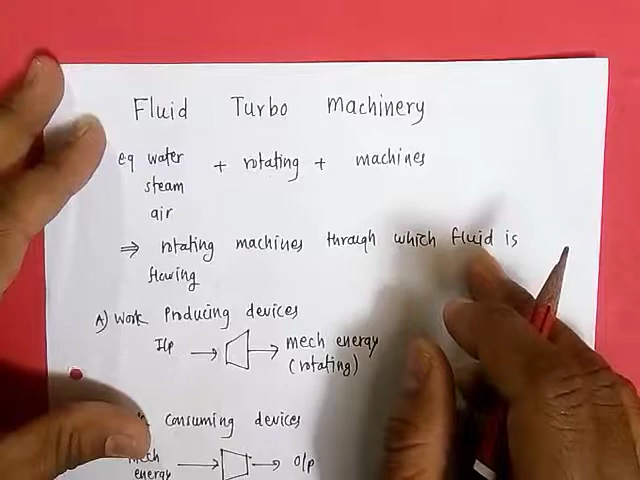 Fluid Turbo Machinery
eg water + rotating + machines
steam
air
⇒ rotating machines through which fluid is
flowing
A) Work Producing devices
I/p → → mech energy
(rotating)
Consuming devices
mech → → O/p
energy